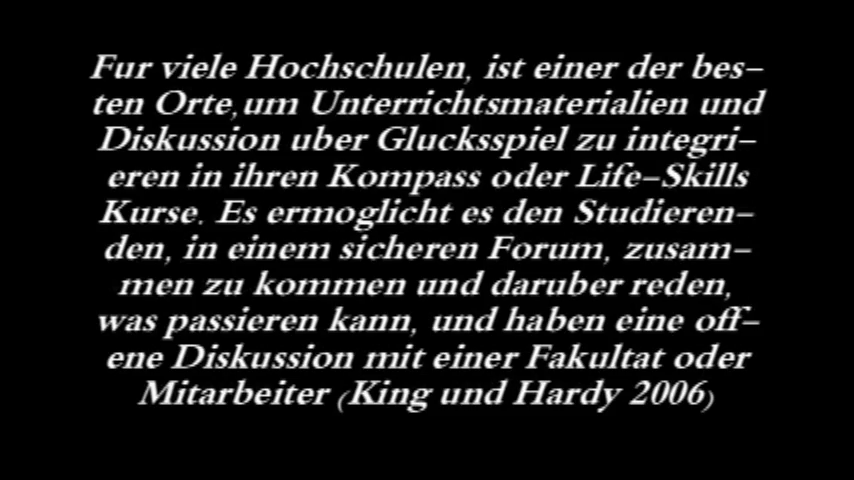 Fur viele Hochschulen, ist einer der bes-
ten Orte,um Unterrichtsmaterialien und
Diskussion uber Glucksspiel zu integri-
eren in ihren Kompass oder Life-Skills
Kurse. Es ermoglicht es den Studieren-
den, in einem sicheren Forum, zusam-
men zu kommen und daruber reden,
was passieren kann, und haben eine off-
ene Diskussion mit einer Fakultat oder
Mitarbeiter (King und Hardy 2006)